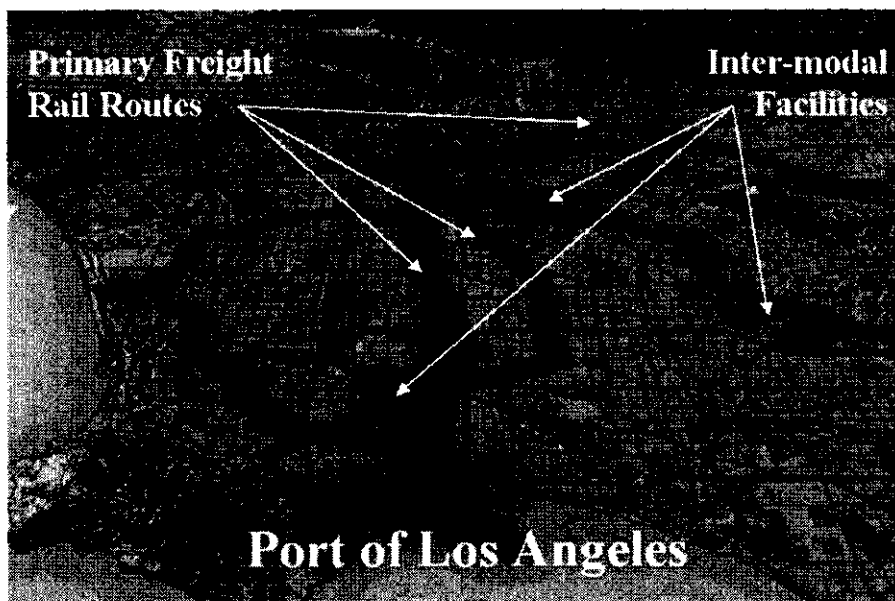 Primary Freight
Rail Routes
Inter-modal
Facilities
Port of Los Angeles